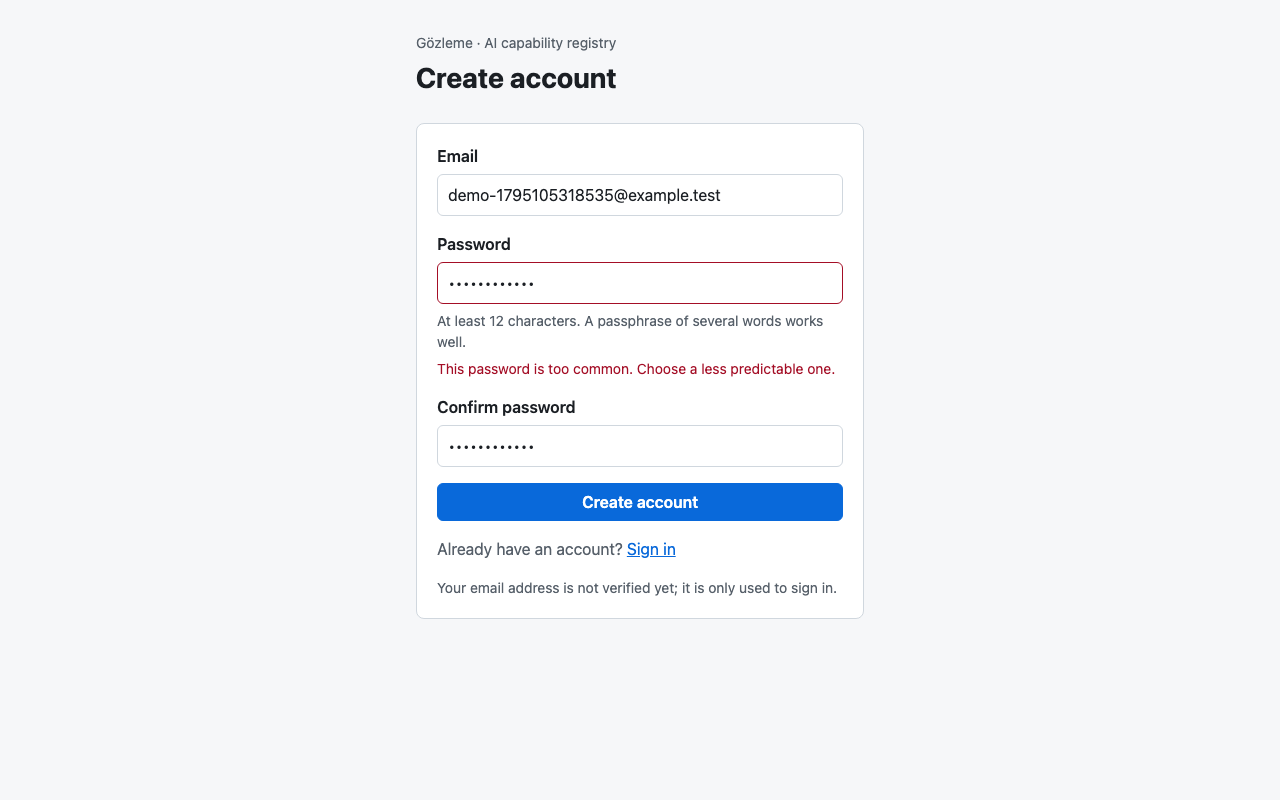 Gözleme · AI capability registry
Create account
Email
demo-1795105318535@example.test
Password
••••••••••••
At least 12 characters. A passphrase of several words works
well.
This password is too common. Choose a less predictable one.
Confirm password
••••••••••••
Create account
Already have an account? Sign in
Your email address is not verified yet; it is only used to sign in.